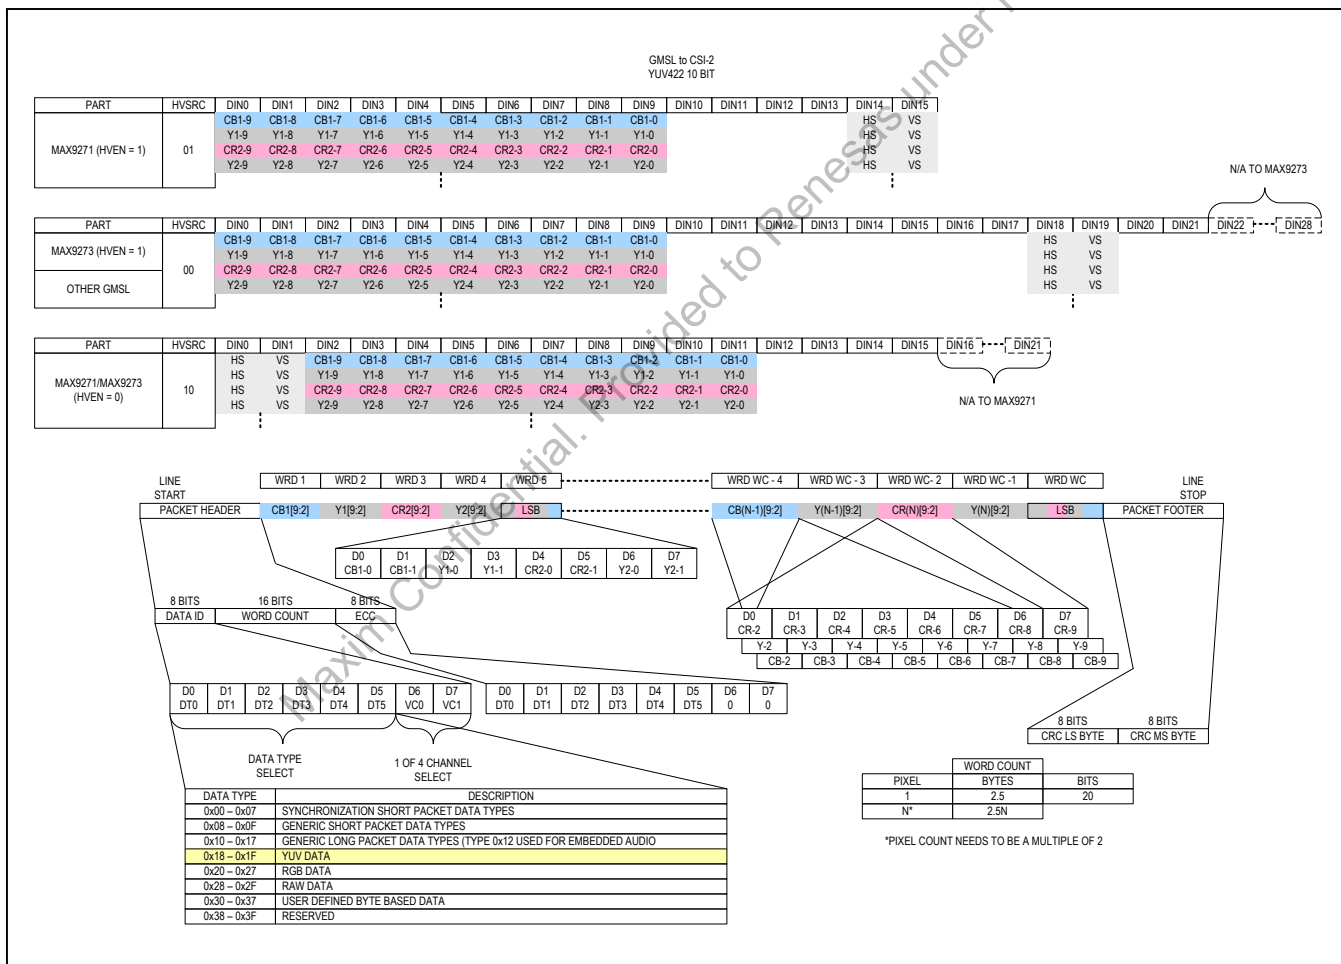 GMSL to CSI-2
YUV422 10 BIT
PART HVSRC DIN0 DIN1 DIN2 DIN3 DIN4 DIN5 DIN6 DIN7 DIN8 DIN9 DIN10 DIN11 DIN12 DIN13 DIN14 DIN15
CB1-9 CB1-8 CB1-7 CB1-6 CB1-5 CB1-4 CB1-3 CB1-2 CB1-1 CB1-0 HS VS
Y1-9 Y1-8 Y1-7 Y1-6 Y1-5 Y1-4 Y1-3 Y1-2 Y1-1 Y1-0 HS VS
MAX9271 (HVEN = 1) 01 CR2-9 CR2-8 CR2-7 CR2-6 CR2-5 CR2-4 CR2-3 CR2-2 CR2-1 CR2-0 HS VS
Y2-9 Y2-8 Y2-7 Y2-6 Y2-5 Y2-4 Y2-3 Y2-2 Y2-1 Y2-0 HS VS
N/A TO MAX9273
PART HVSRC DIN0 DIN1 DIN2 DIN3 DIN4 DIN5 DIN6 DIN7 DIN8 DIN9 DIN10 DIN11 DIN12 DIN13 DIN14 DIN15 DIN16 DIN17 DIN18 DIN19 DIN20 DIN21 DIN22 DIN28
CB1-9 CB1-8 CB1-7 CB1-6 CB1-5 CB1-4 CB1-3 CB1-2 CB1-1 CB1-0 HS VS
MAX9273 (HVEN = 1) Y1-9 Y1-8 Y1-7 Y1-6 Y1-5 Y1-4 Y1-3 Y1-2 Y1-1 Y1-0 HS VS
00 CR2-9 CR2-8 CR2-7 CR2-6 CR2-5 CR2-4 CR2-3 CR2-2 CR2-1 CR2-0 HS VS
OTHER GMSL Y2-9 Y2-8 Y2-7 Y2-6 Y2-5 Y2-4 Y2-3 Y2-2 Y2-1 Y2-0 HS VS
PART HVSRC DIN0 DIN1 DIN2 DIN3 DIN4 DIN5 DIN6 DIN7 DIN8 DIN9 DIN10 DIN11 DIN12 DIN13 DIN14 DIN15 DIN16 DIN21
HS VS CB1-9 CB1-8 CB1-7 CB1-6 CB1-5 CB1-4 CB1-3 CB1-2 CB1-1 CB1-0
HS VS Y1-9 Y1-8 Y1-7 Y1-6 Y1-5 Y1-4 Y1-3 Y1-2 Y1-1 Y1-0
MAX9271/MAX9273
(HVEN = 0) 10 HS VS CR2-9 CR2-8 CR2-7 CR2-6 CR2-5 CR2-4 CR2-3 CR2-2 CR2-1 CR2-0
HS VS Y2-9 Y2-8 Y2-7 Y2-6 Y2-5 Y2-4 Y2-3 Y2-2 Y2-1 Y2-0
N/A TO MAX9271
LINE
START
WRD 1 WRD 2 WRD 3 WRD 4 WRD 5 WRD WC - 4 WRD WC - 3 WRD WC- 2 WRD WC -1 WRD WC
LINE
STOP
PACKET HEADER CB1[9:2] Y1[9:2] CR2[9:2] Y2[9:2] LSB CB(N-1)[9:2] Y(N-1)[9:2] CR(N)[9:2] Y(N)[9:2] LSB PACKET FOOTER
D0 D1 D2 D3 D4 D5 D6 D7
CB1-0 CB1-1 Y1-0 Y1-1 CR2-0 CR2-1 Y2-0 Y2-1
8 BITS 16 BITS 8 BITS
DATA ID WORD COUNT ECC
D0 D1 D2 D3 D4 D5 D6 D7
CR-2 CR-3 CR-4 CR-5 CR-6 CR-7 CR-8 CR-9
Y-2 Y-3 Y-4 Y-5 Y-6 Y-7 Y-8 Y-9
CB-2 CB-3 CB-4 CB-5 CB-6 CB-7 CB-8 CB-9
D0 D1 D2 D3 D4 D5 D6 D7
DT0 DT1 DT2 DT3 DT4 DT5 VC0 VC1
D0 D1 D2 D3 D4 D5 D6 D7
DT0 DT1 DT2 DT3 DT4 DT5 0 0
8 BITS 8 BITS
CRC LS BYTE CRC MS BYTE
DATA TYPE
SELECT
1 OF 4 CHANNEL
SELECT
WORD COUNT
PIXEL BYTES BITS
1 2.5 20
N* 2.5N
*PIXEL COUNT NEEDS TO BE A MULTIPLE OF 2
DATA TYPE DESCRIPTION
0x00 – 0x07 SYNCHRONIZATION SHORT PACKET DATA TYPES
0x08 – 0x0F GENERIC SHORT PACKET DATA TYPES
0x10 – 0x17 GENERIC LONG PACKET DATA TYPES (TYPE 0x12 USED FOR EMBEDDED AUDIO
0x18 – 0x1F YUV DATA
0x20 – 0x27 RGB DATA
0x28 – 0x2F RAW DATA
0x30 – 0x37 USER DEFINED BYTE BASED DATA
0x38 – 0x3F RESERVED
Maxim Confidential. Provided to Renesas under